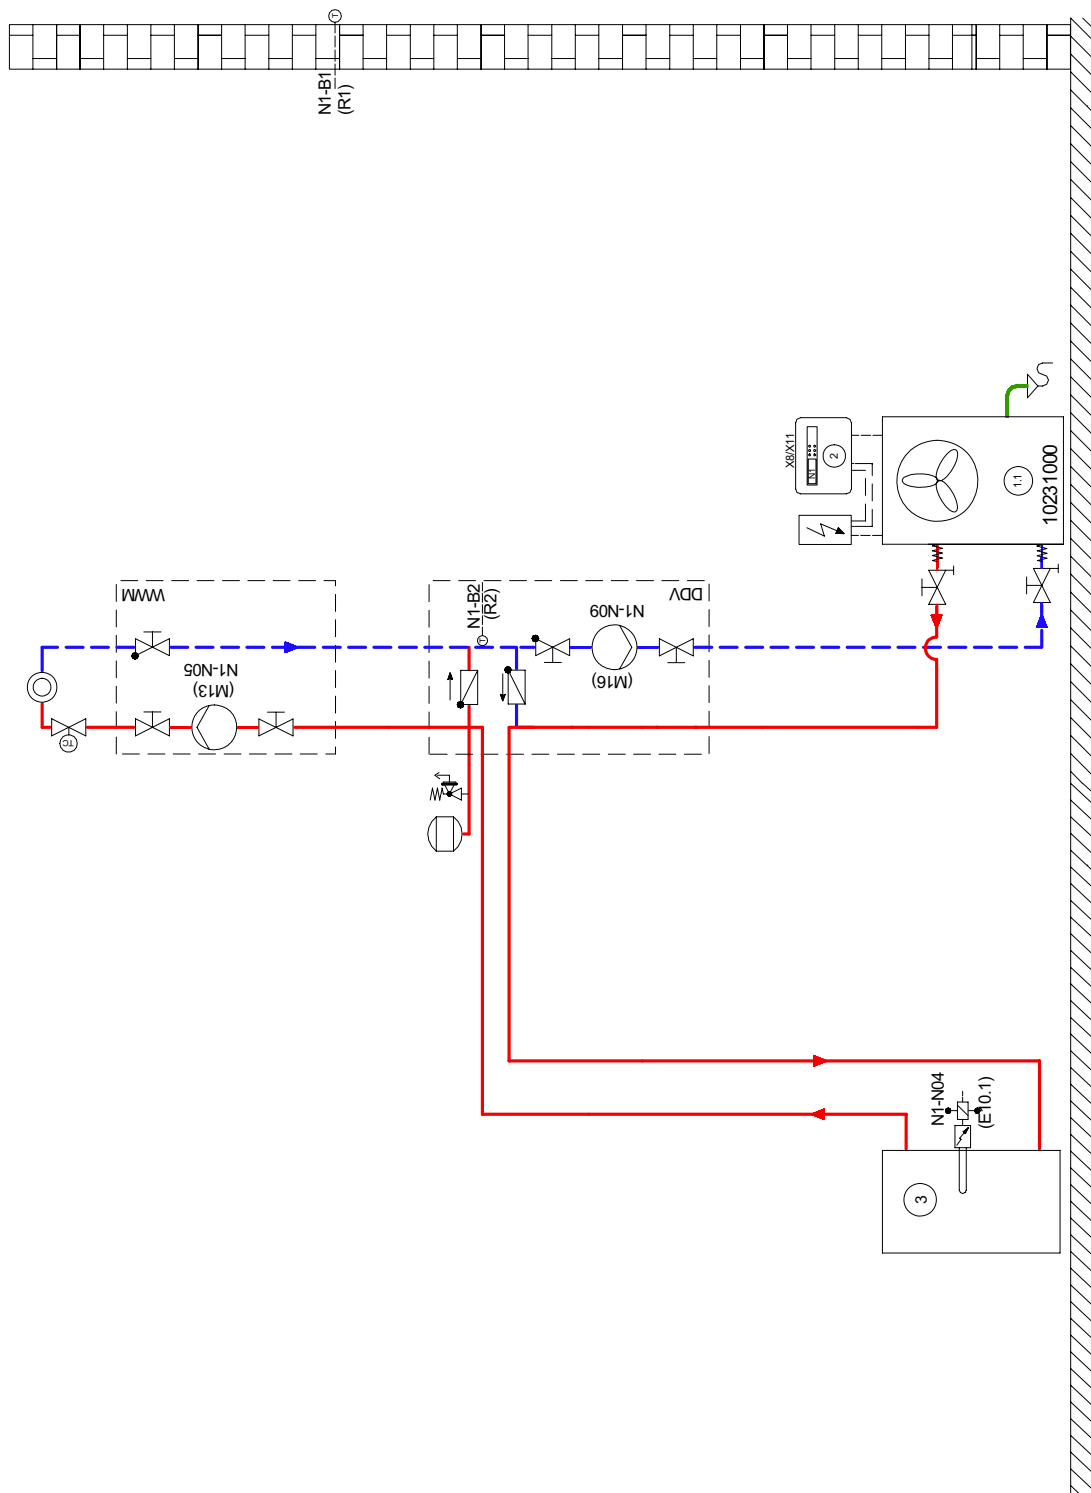 T
N1-B1
(R1)
WWM
N1-N05
(M13)
TC
N1-B2
(R2)
T
DDV
N1-N09
(M16)
X8/X11
N1
2
1.1
10231000
N1-N04
(E10.1)
3